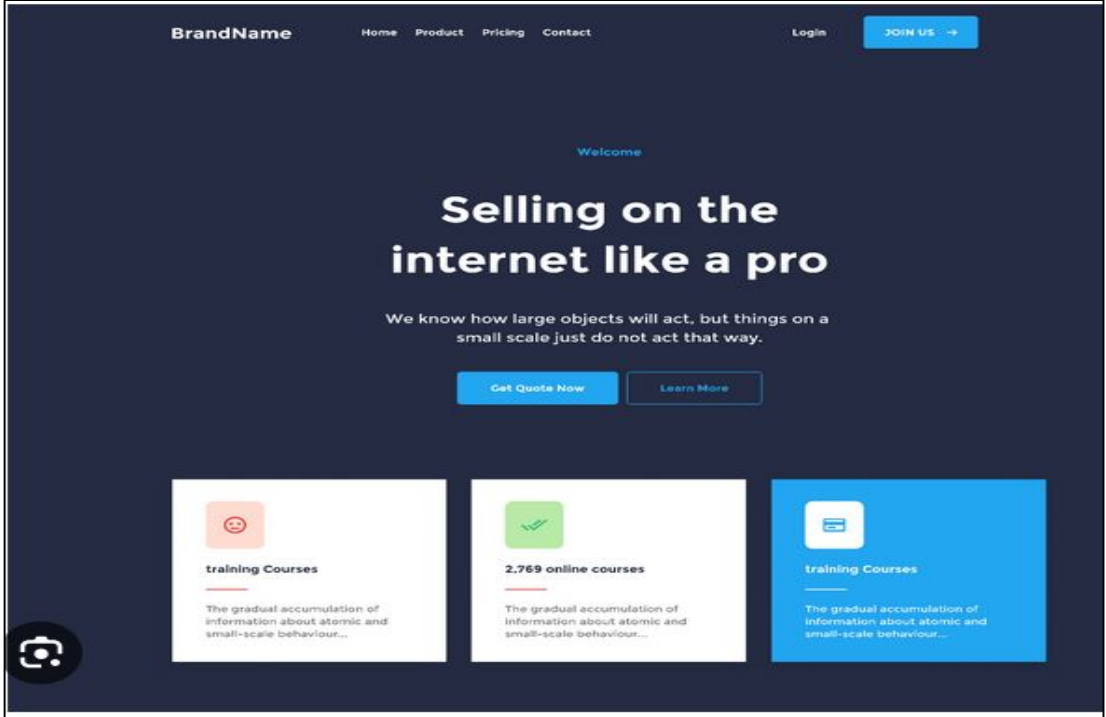 BrandName Home Product Pricing Contact Login JOIN US →
Welcome
Selling on the
internet like a pro
We know how large objects will act, but things on a
small scale just do not act that way.
Get Quote Now Learn More
training Courses
The gradual accumulation of
information about atomic and
small-scale behaviour...
2,769 online courses
The gradual accumulation of
information about atomic and
small-scale behaviour...
training Courses
The gradual accumulation of
information about atomic and
small-scale behaviour...